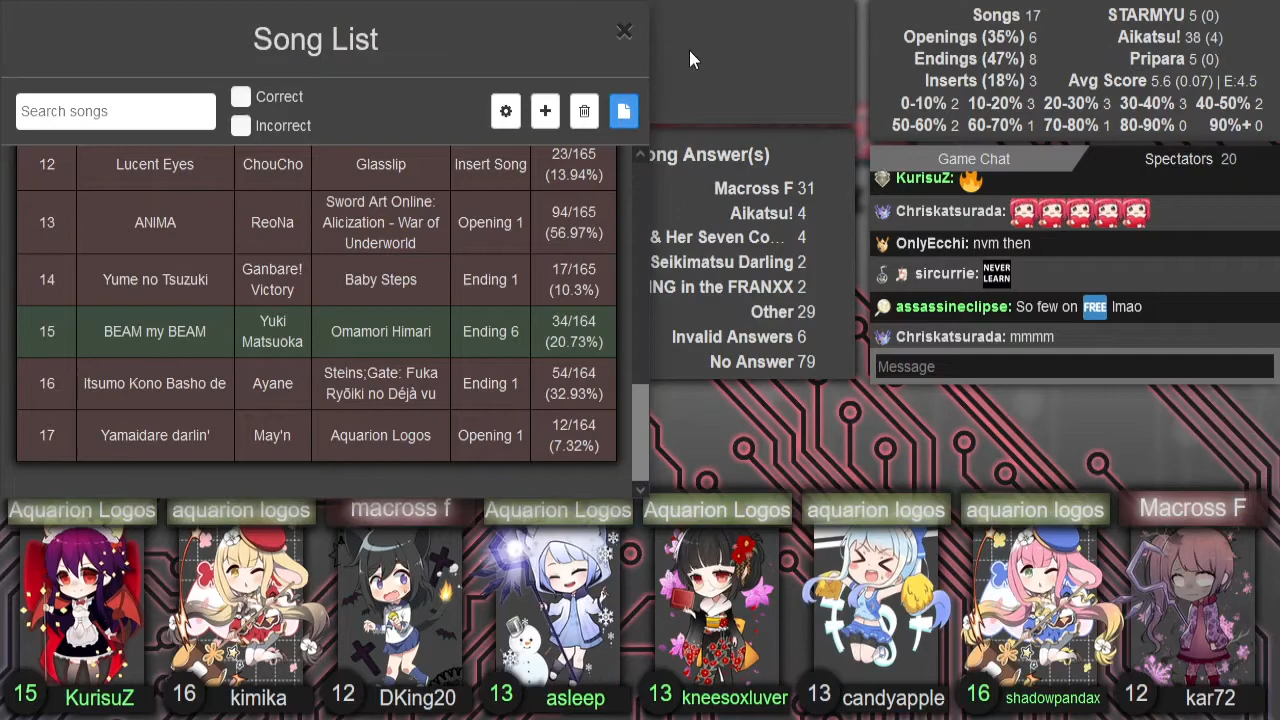 Song List
Search songs
Correct
Incorrect
12 Lucent Eyes ChouCho Glasslip Insert Song 23/165 (13.94%)
13 ANIMA ReoNa Sword Art Online: Alicization - War of Underworld Opening 1 94/165 (56.97%)
14 Yume no Tsuzuki Ganbare! Victory Baby Steps Ending 1 17/165 (10.3%)
15 BEAM my BEAM Yuki Matsuoka Omamori Himari Ending 6 34/164 (20.73%)
16 Itsumo Kono Basho de Ayane Steins;Gate: Fuka Ryōiki no Déjà vu Ending 1 54/164 (32.93%)
17 Yamaidare darlin' May'n Aquarion Logos Opening 1 12/164 (7.32%)
ong Answer(s)
Macross F 31
Aikatsu! 4
& Her Seven Co... 4
Seikimatsu Darling 2
ING in the FRANXX 2
Other 29
Invalid Answers 6
No Answer 79
Songs 17 STARMYU 5 (0)
Openings (35%) 6 Aikatsu! 38 (4)
Endings (47%) 8 Pripara 5 (0)
Inserts (18%) 3 Avg Score 5.6 (0.07) | E:4.5
0-10% 2 10-20% 3 20-30% 3 30-40% 3 40-50% 2
50-60% 2 60-70% 1 70-80% 1 80-90% 0 90%+ 0
Game Chat Spectators 20
KurisuZ:
Chriskatsurada:
OnlyEcchi: nvm then
sircurrie: NEVER LEARN
assassineclipse: So few on FREE lmao
Chriskatsurada: mmmm
Message
Aquarion Logos aquarion logos macross f Aquarion Logos Aquarion Logos aquarion logos aquarion logos Macross F
15 KurisuZ 16 kimika 12 DKing20 13 asleep 13 kneesoxluver 13 candyapple 16 shadowpandax 12 kar72